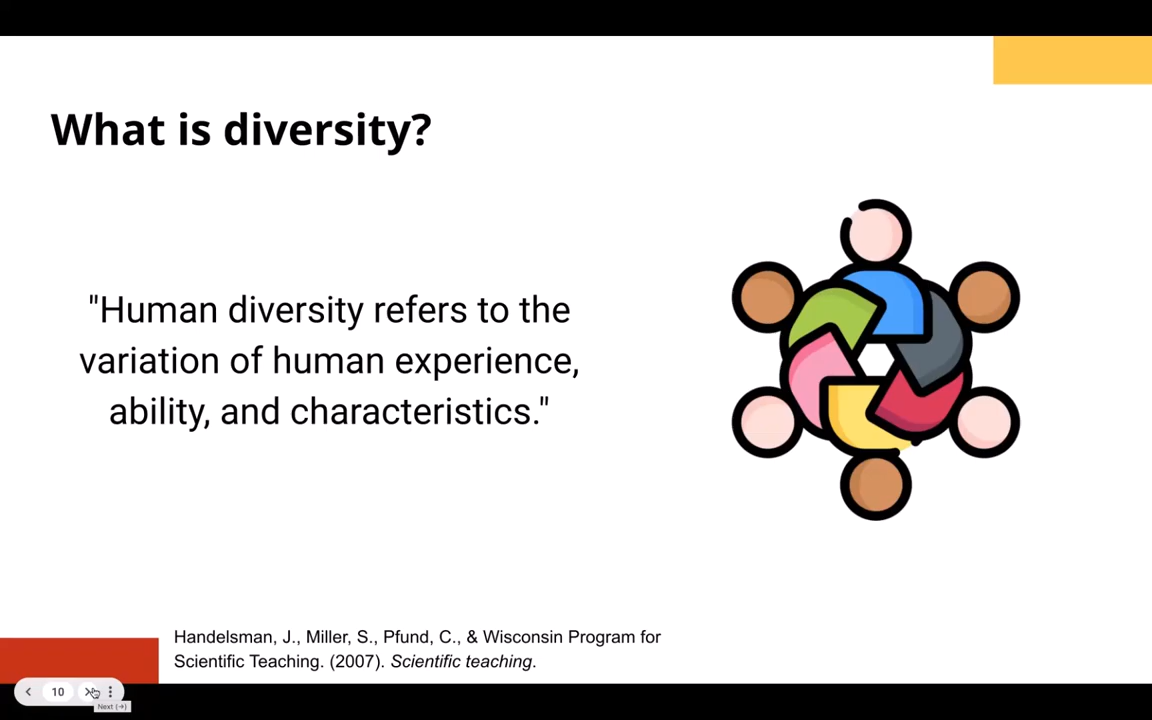 What is diversity?
"Human diversity refers to the
variation of human experience,
ability, and characteristics."
Handelsman, J., Miller, S., Pfund, C., & Wisconsin Program for
Scientific Teaching. (2007). Scientific teaching.
10
Next (→)